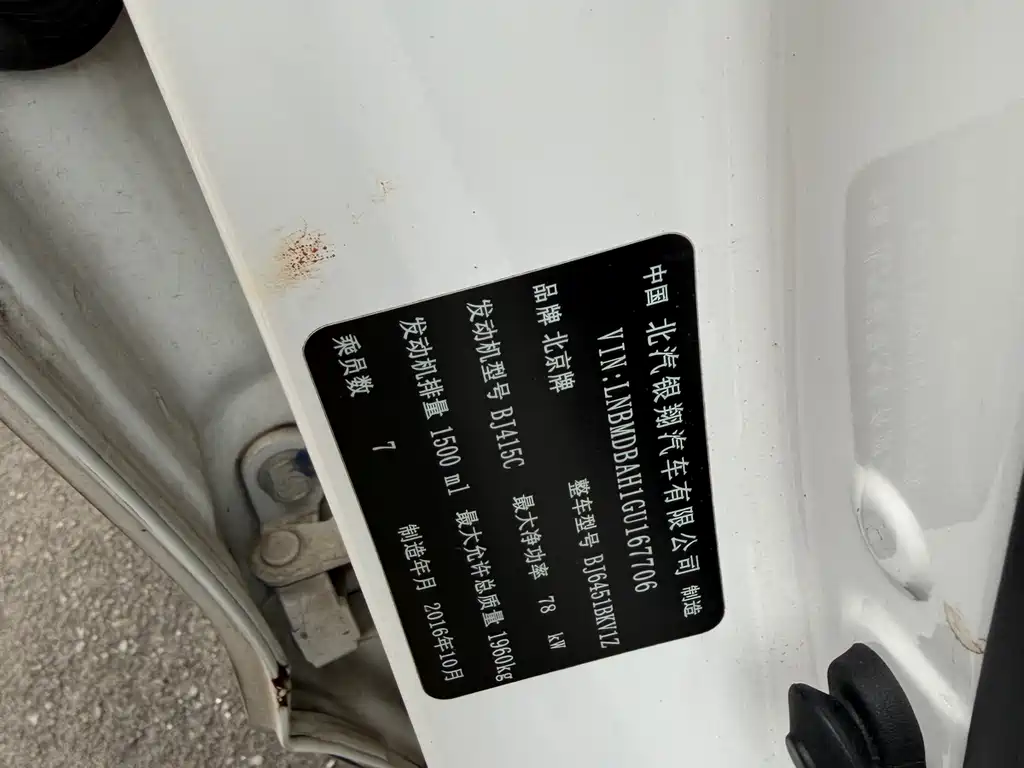 中国 北汽银翔汽车有限公司 制造
VIN:LNBMDBAH1GU167706
品牌 北京牌 整车型号 BJ6451BKV1Z
发动机型号 BJ415C 最大净功率 78 kW
发动机排量 1500 ml 最大允许总质量 1960kg
乘员数 7 制造年月 2016年10月